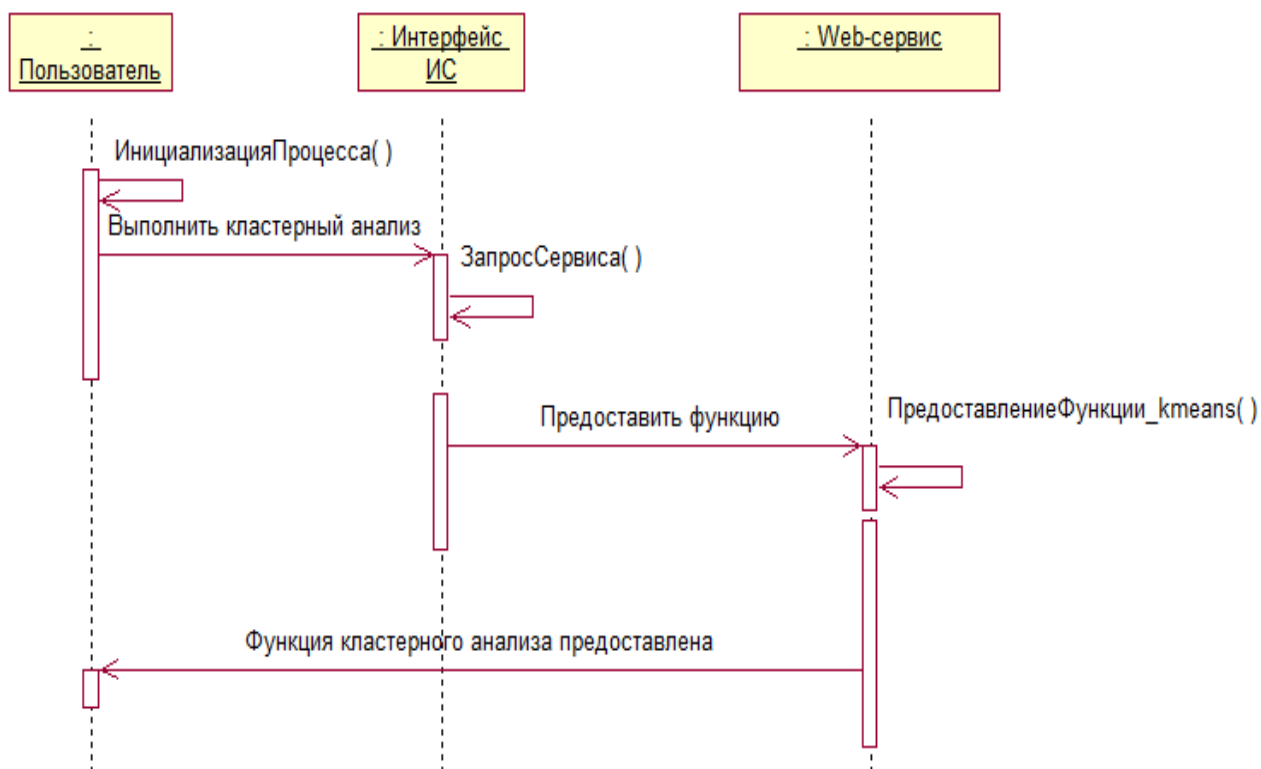 :
Пользователь
: Интерфейс
ИС
: Web-сервис
ИнициализацияПроцесса( )
Выполнить кластерный анализ
ЗапросСервиса( )
Предоставить функцию
ПредоставлениеФункции_kmeans( )
Функция кластерного анализа предоставлена